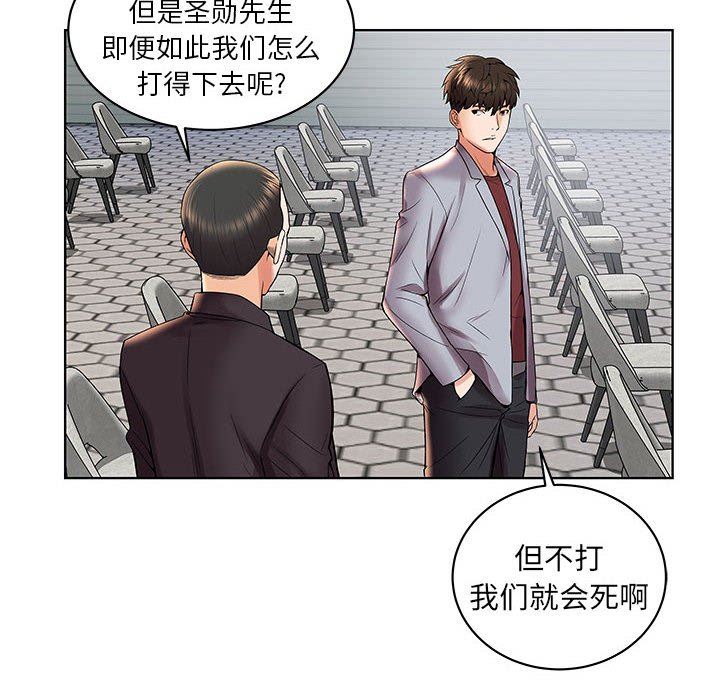 但是圣勋先生
即便如此我们怎么
打得下去呢?
但不打
我们就会死啊